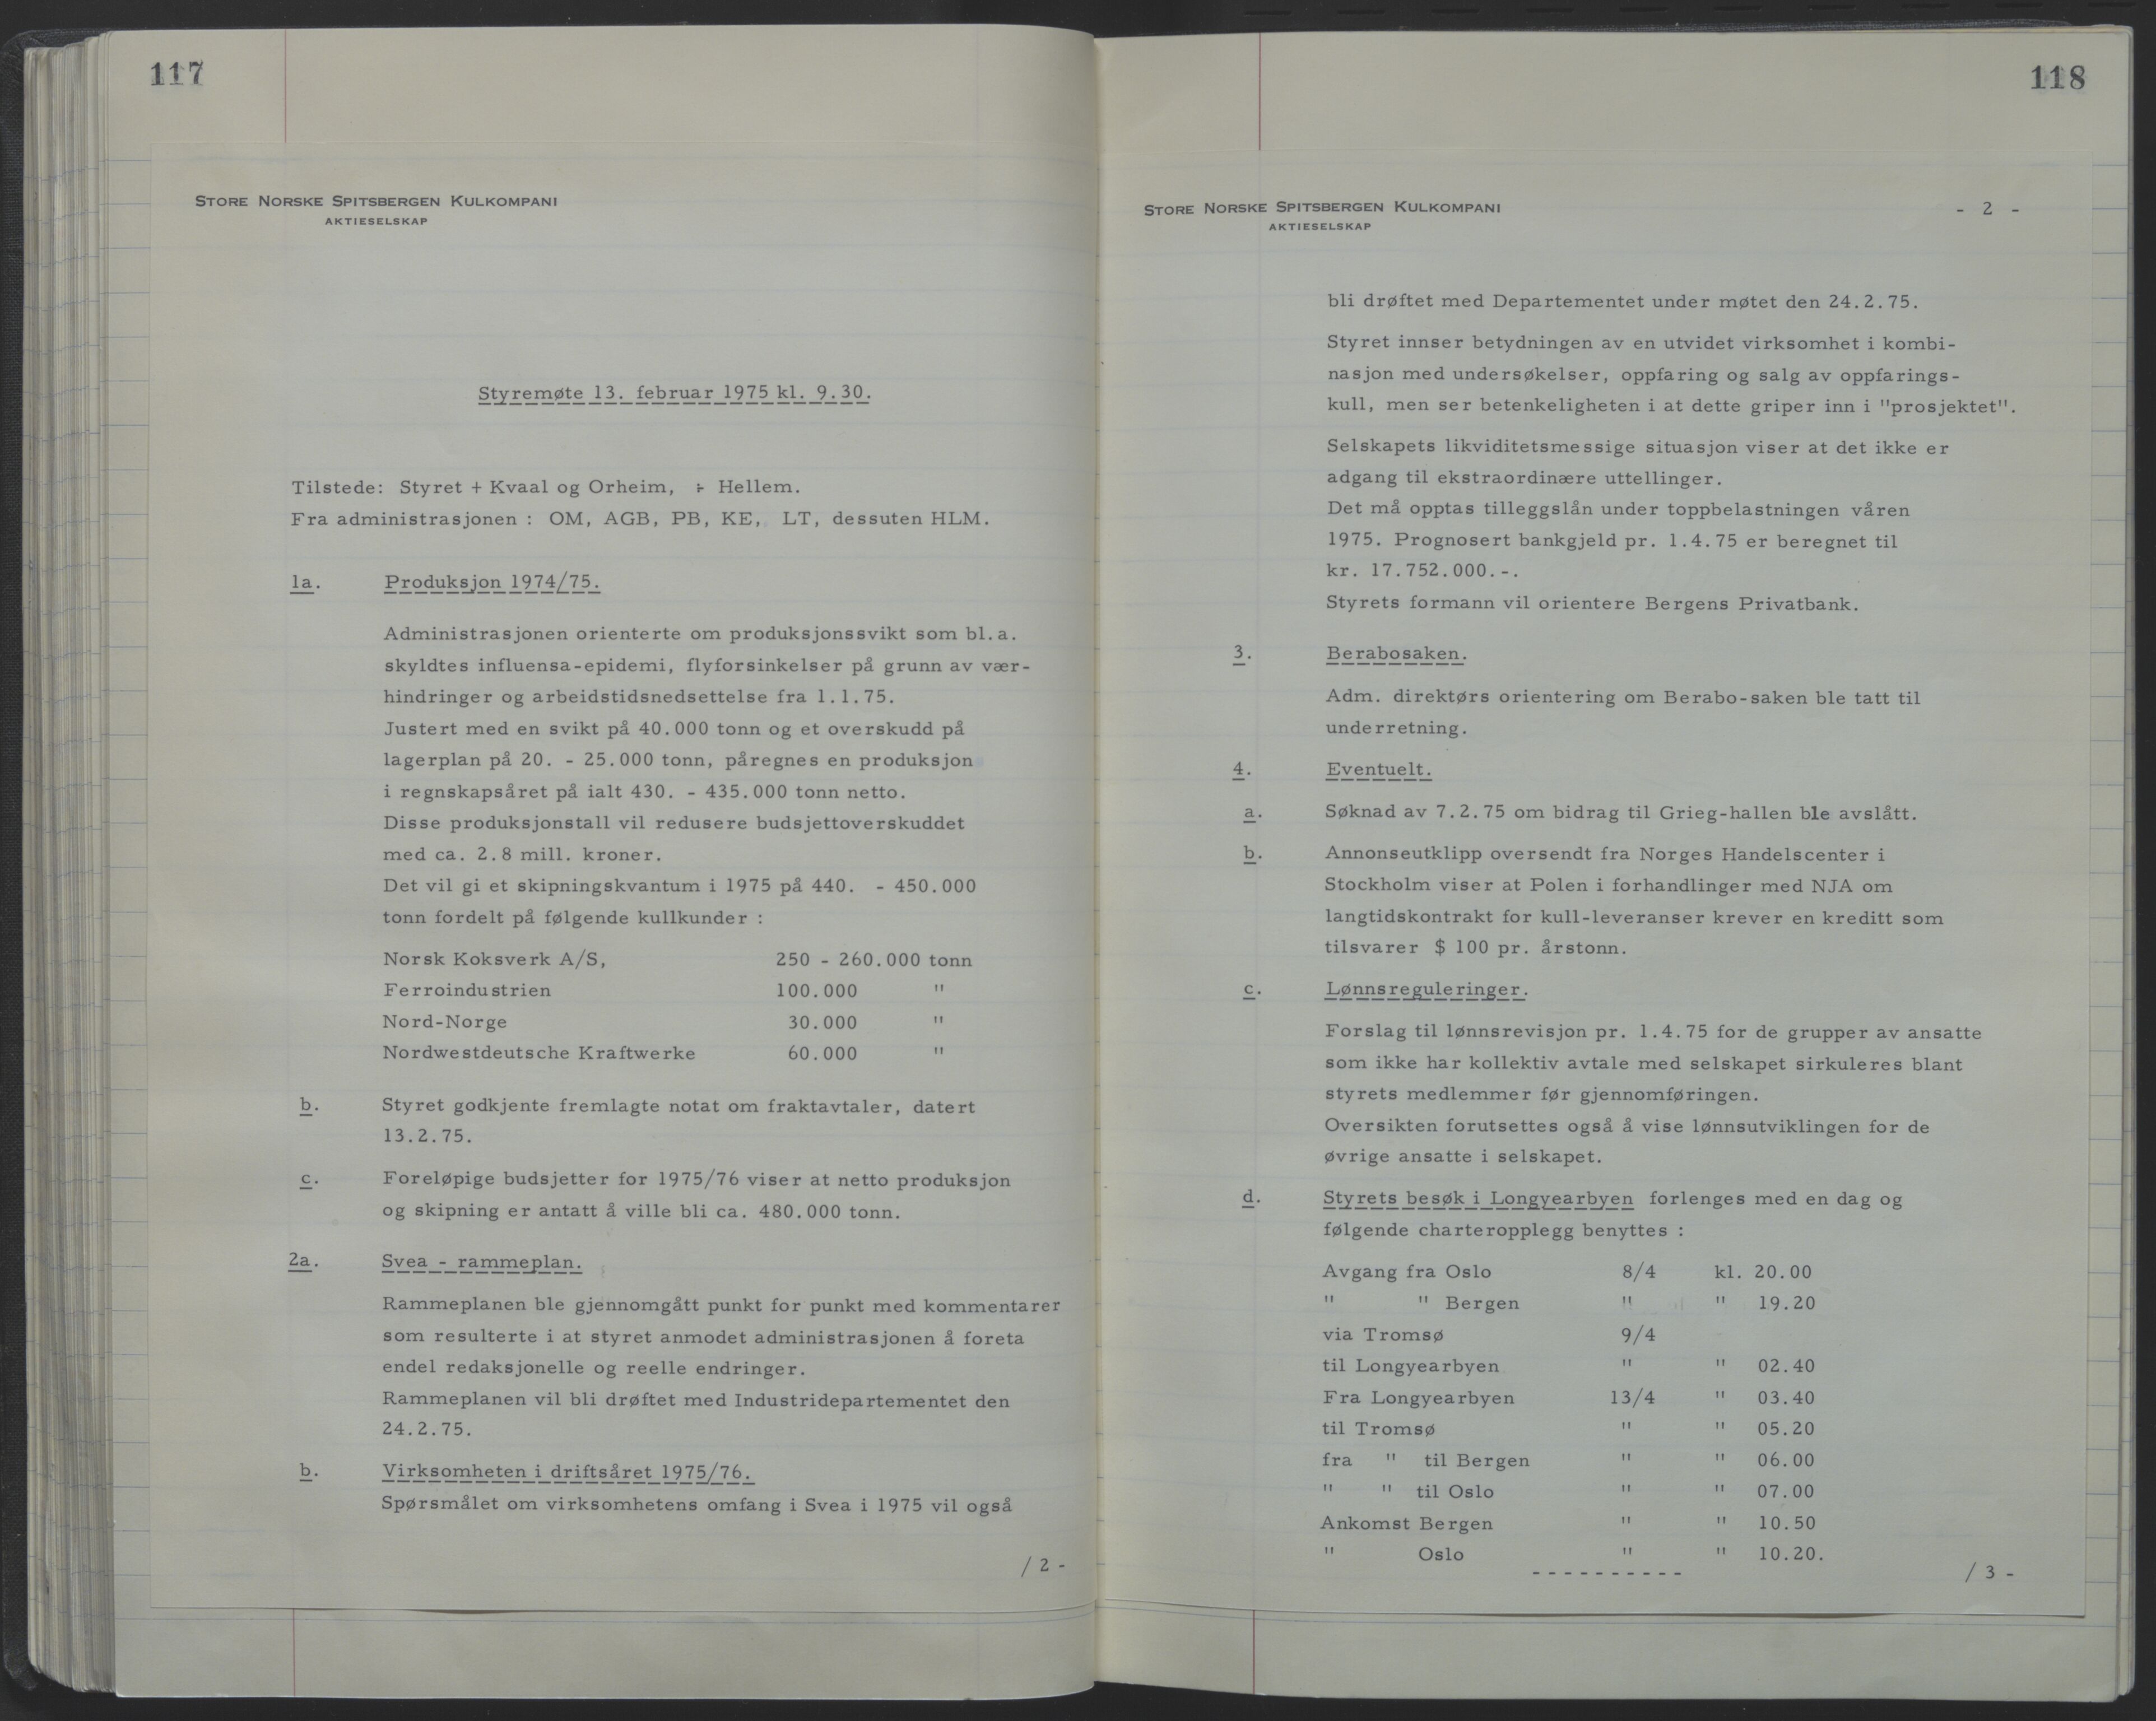 117
STORE NORSKE SPITSBERGEN KULKOMPANI
AKTIESELSKAP
Styremøte 13. februar 1975 kl. 9.30.
Tilstede: Styret + Kvaal og Orheim, ÷ Hellem.
Fra administrasjonen : OM, AGB, PB, KE, LT, dessuten HLM.
1a. Produksjon 1974/75.
Administrasjonen orienterte om produksjonssvikt som bl.a.
skyldtes influensa-epidemi, flyforsinkelser på grunn av vær-
hindringer og arbeidstidsnedsettelse fra 1.1.75.
Justert med en svikt på 40.000 tonn og et overskudd på
lagerplan på 20. - 25.000 tonn, påregnes en produksjon
i regnskapsåret på ialt 430. - 435.000 tonn netto.
Disse produksjonstall vil redusere budsjettoverskuddet
med ca. 2.8 mill. kroner.
Det vil gi et skipningskvantum i 1975 på 440. - 450.000
tonn fordelt på følgende kullkunder :
Norsk Koksverk A/S, 250 - 260.000 tonn
Ferroindustrien 100.000 "
Nord-Norge 30.000 "
Nordwestdeutsche Kraftwerke 60.000 "
b. Styret godkjente fremlagte notat om fraktavtaler, datert
13.2.75.
c. Foreløpige budsjetter for 1975/76 viser at netto produksjon
og skipning er antatt å ville bli ca. 480.000 tonn.
2a. Svea - rammeplan.
Rammeplanen ble gjennomgått punkt for punkt med kommentarer
som resulterte i at styret anmodet administrasjonen å foreta
endel redaksjonelle og reelle endringer.
Rammeplanen vil bli drøftet med Industridepartementet den
24.2.75.
b. Virksomheten i driftsåret 1975/76.
Spørsmålet om virksomhetens omfang i Svea i 1975 vil også
/ 2 -
118
STORE NORSKE SPITSBERGEN KULKOMPANI
AKTIESELSKAP
- 2 -
bli drøftet med Departementet under møtet den 24.2.75.
Styret innser betydningen av en utvidet virksomhet i kombi-
nasjon med undersøkelser, oppfaring og salg av oppfarings-
kull, men ser betenkeligheten i at dette griper inn i "prosjektet".
Selskapets likviditetsmessige situasjon viser at det ikke er
adgang til ekstraordinære uttellinger.
Det må opptas tilleggslån under toppbelastningen våren
1975. Prognosert bankgjeld pr. 1.4.75 er beregnet til
kr. 17.752.000.-.
Styrets formann vil orientere Bergens Privatbank.
3. Berabosaken.
Adm. direktørs orientering om Berabo-saken ble tatt til
underretning.
4. Eventuelt.
a. Søknad av 7.2.75 om bidrag til Grieg-hallen ble avslått.
b. Annonseutklipp oversendt fra Norges Handelscenter i
Stockholm viser at Polen i forhandlinger med NJA om
langtidskontrakt for kull-leveranser krever en kreditt som
tilsvarer $ 100 pr. årstonn.
c. Lønnsreguleringer.
Forslag til lønnsrevisjon pr. 1.4.75 for de grupper av ansatte
som ikke har kollektiv avtale med selskapet sirkuleres blant
styrets medlemmer før gjennomføringen.
Oversikten forutsettes også å vise lønnsutviklingen for de
øvrige ansatte i selskapet.
d. Styrets besøk i Longyearbyen forlenges med en dag og
følgende charteropplegg benyttes :
Avgang fra Oslo 8/4 kl. 20.00
" " Bergen " " 19.20
via Tromsø 9/4
til Longyearbyen " " 02.40
Fra Longyearbyen 13/4 " 03.40
til Tromsø " " 05.20
fra " til Bergen " " 06.00
" " til Oslo " " 07.00
Ankomst Bergen " " 10.50
" Oslo " " 10.20.
----------
/ 3 -